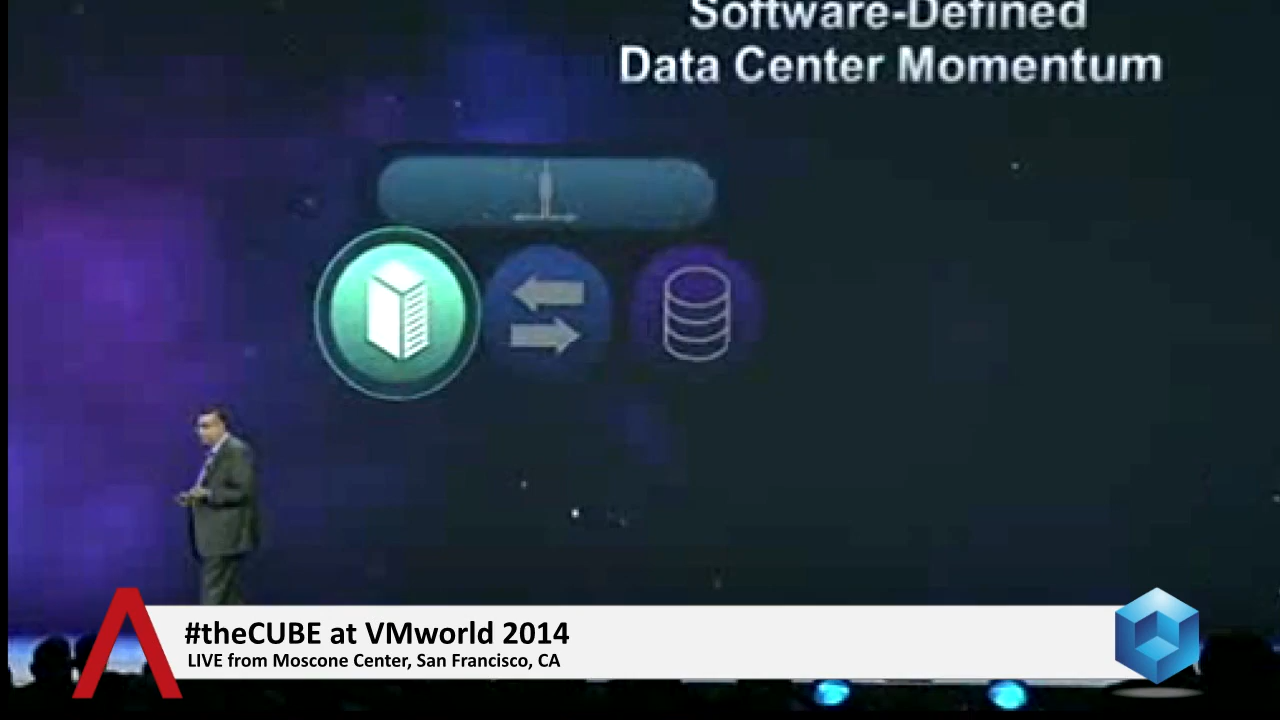 Software-Defined
Data Center Momentum
#theCUBE at VMworld 2014
LIVE from Moscone Center, San Francisco, CA